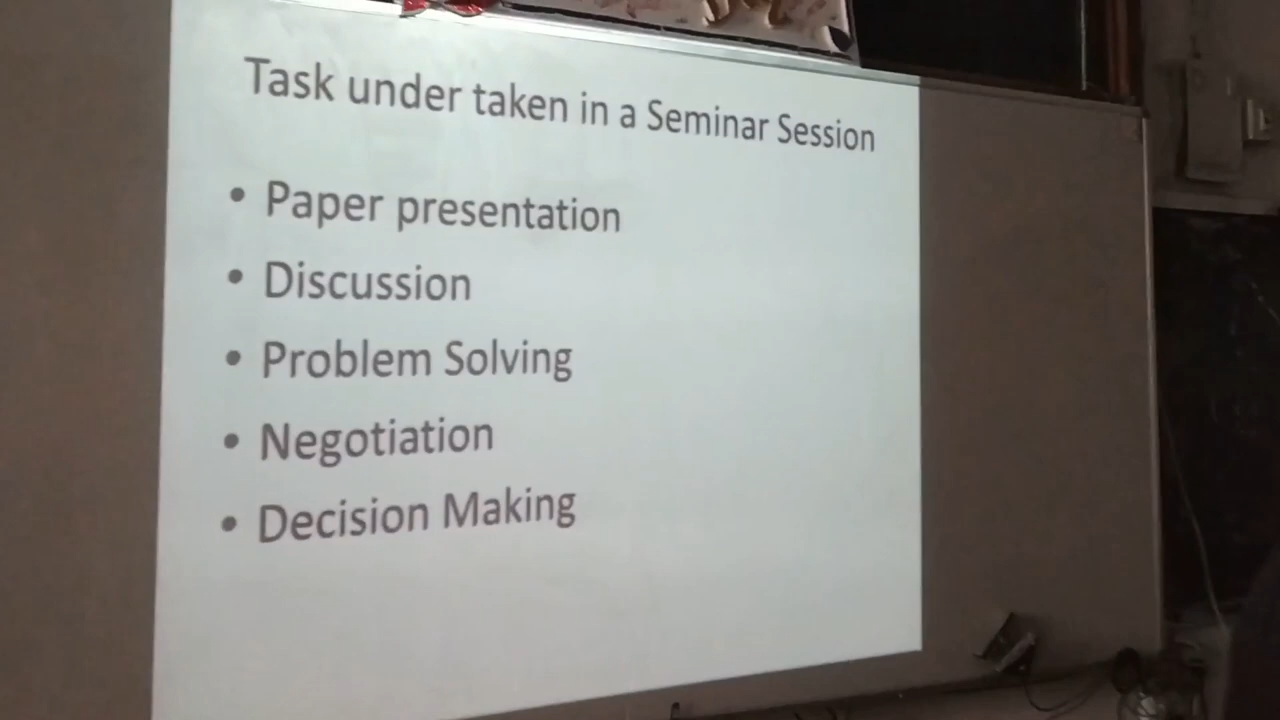 Task under taken in a Seminar Session
• Paper presentation
• Discussion
• Problem Solving
• Negotiation
• Decision Making